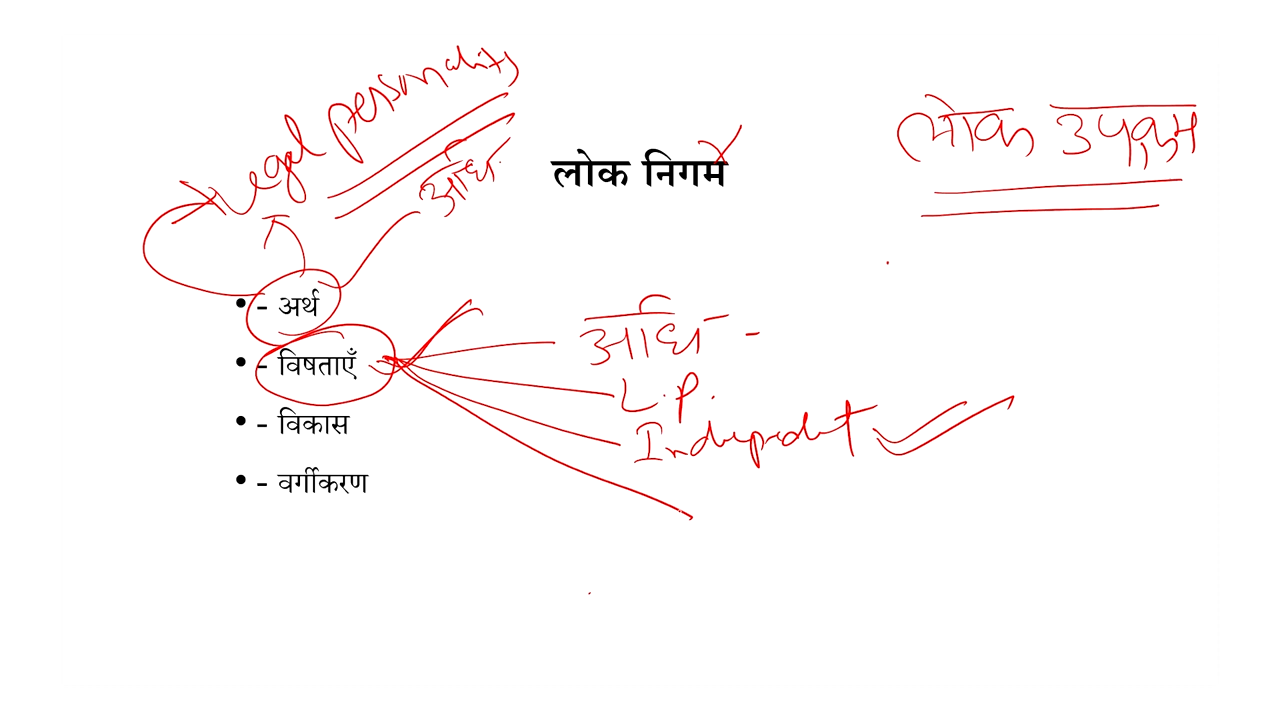 legal personality
लोक उपक्रम
अधि.
लोक निगमें
- अर्थ
- विषताएँ
अधि -
L.P.
Independent
- विकास
- वर्गीकरण